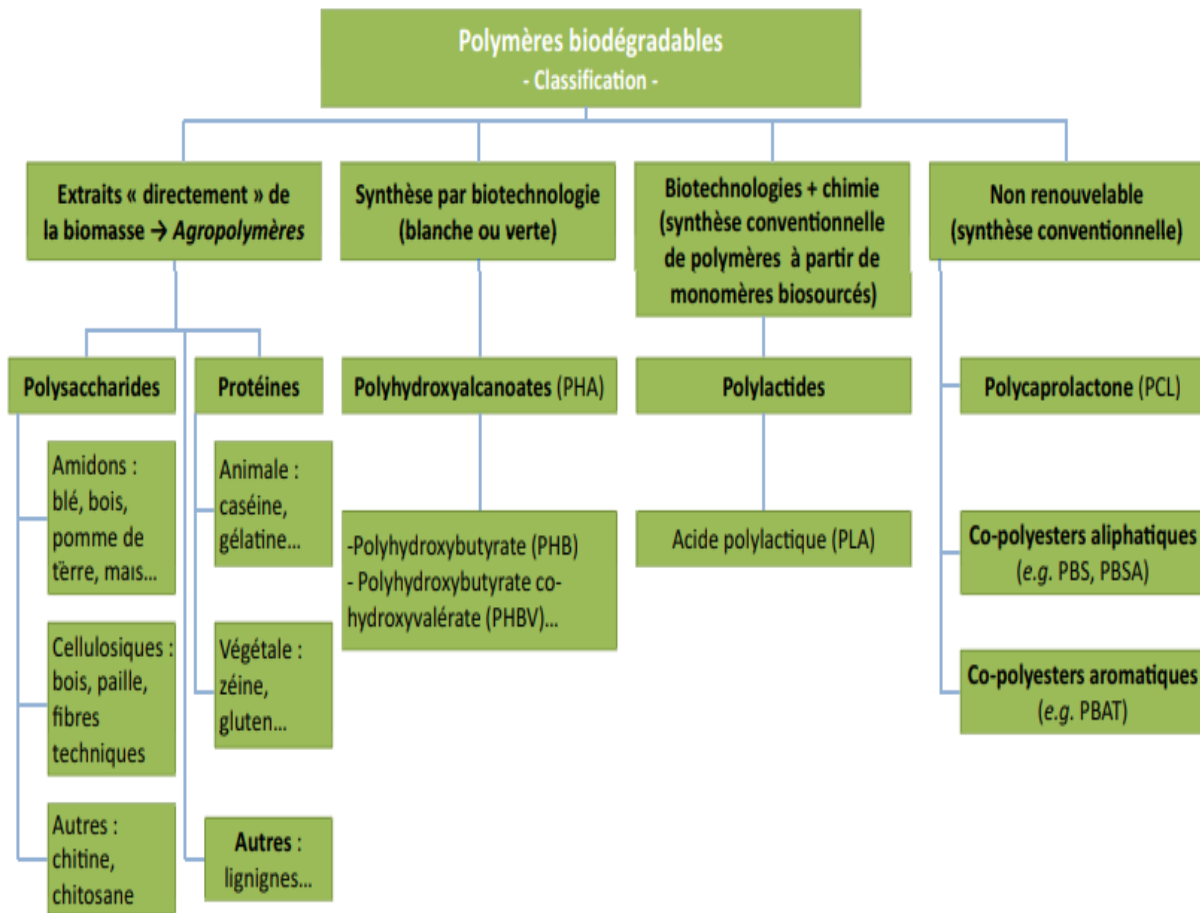 Polymères biodégradables
- Classification -
Extraits « directement » de
la biomasse → Agropolymères
Synthèse par biotechnologie
(blanche ou verte)
Biotechnologies + chimie
(synthèse conventionnelle
de polymères à partir de
monomères biosourcés)
Non renouvelable
(synthèse conventionnelle)
Polysaccharides
Protéines
Polyhydroxyalcanoates (PHA)
Polylactides
Polycaprolactone (PCL)
Amidons :
blé, bois,
pomme de
terre, maïs...
Animale :
caséine,
gélatine...
-Polyhydroxybutyrate (PHB)
- Polyhydroxybutyrate co-
hydroxyvalérate (PHBV)...
Acide polylactique (PLA)
Co-polyesters aliphatiques
(e.g. PBS, PBSA)
Cellulosiques :
bois, paille,
fibres
techniques
Végétale :
zéine,
gluten...
Co-polyesters aromatiques
(e.g. PBAT)
Autres :
chitine,
chitosane
Autres :
lignignes...